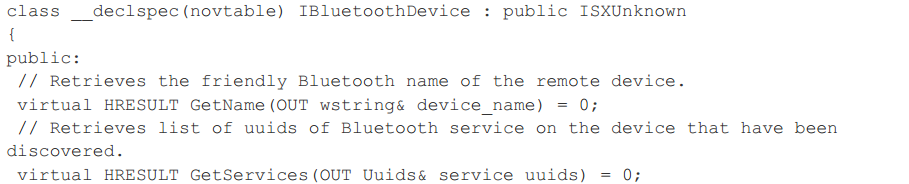 class __declspec(novtable) IBluetoothDevice : public ISXUnknown
{
public:
// Retrieves the friendly Bluetooth name of the remote device.
virtual HRESULT GetName(OUT wstring& device_name) = 0;
// Retrieves list of uuids of Bluetooth service on the device that have been
discovered.
virtual HRESULT GetServices(OUT Uuids& service uuids) = 0;